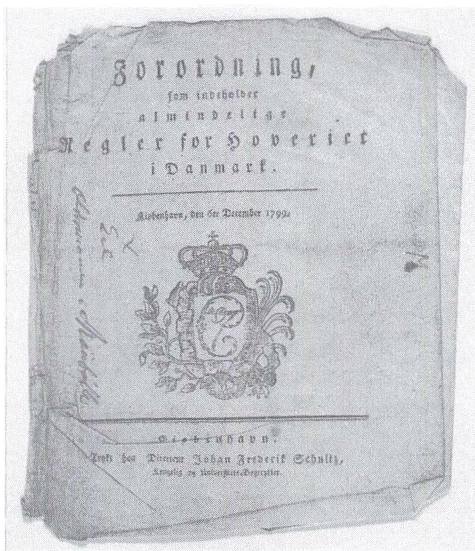 Forordning,
som indeholder
almindelige
Regler for Hoveriet
i Danmark.
Kiøbenhavn, den 6te December 1799.
Kiøbenhavn.
Trykt hos Directeur Johan Frederik Schultz,
Kongelig og Universitets-Bogtrykker.